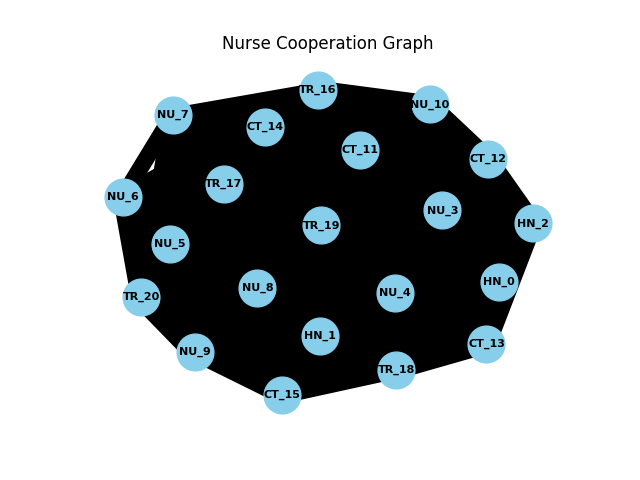 Nurse Cooperation Graph
TR_16
NU_10
NU_7
CT_14
CT_11
CT_12
TR_17
NU_6
NU_3
HN_2
TR_19
NU_5
HN_0
NU_8
NU_4
TR_20
HN_1
CT_13
NU_9
TR_18
CT_15